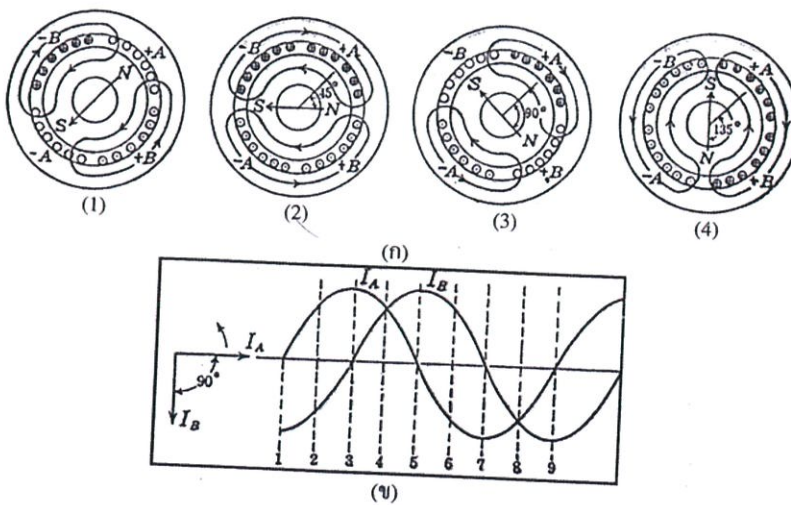 -B +A -B +A -B +A -B +A
N S 45° S N S 90° N S 135° N
-A +B -A +B -A +B -A +B
(1) (2) (3) (4)
(ก)
I_A I_B
I_A
90°
I_B
1 2 3 4 5 6 7 8 9
(ข)